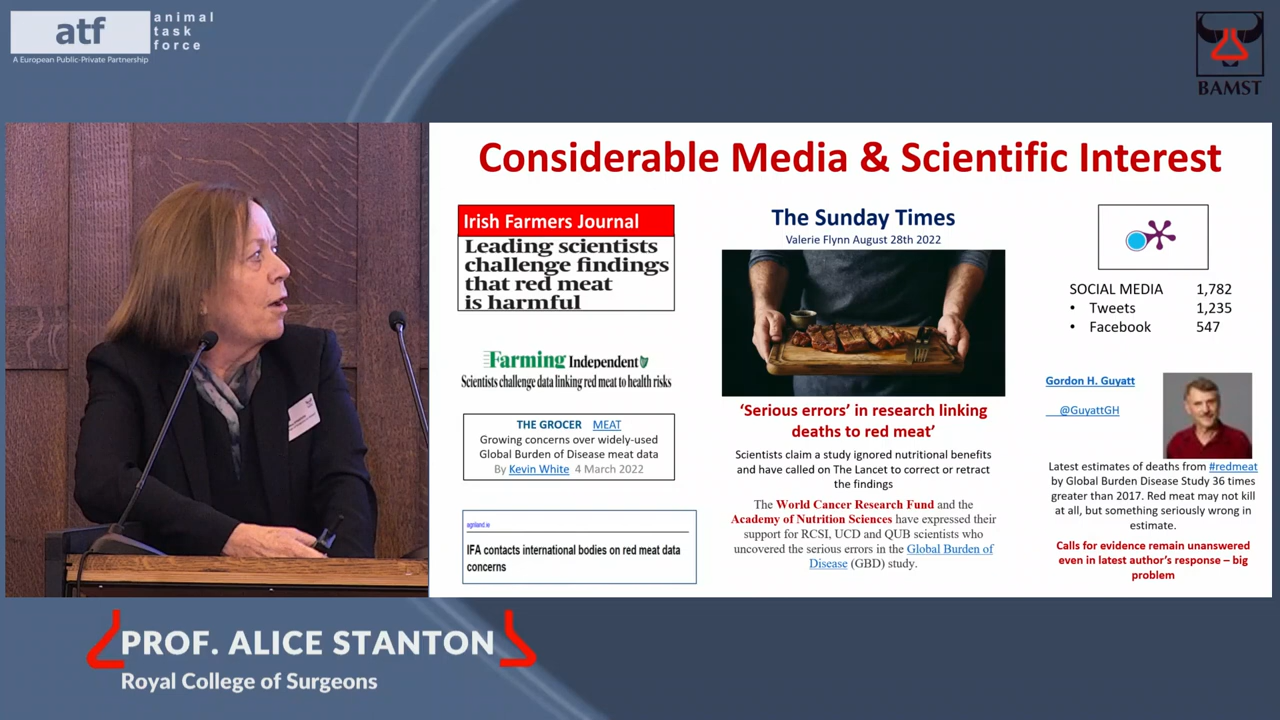 atf
animal
task
force
A European Public-Private Partnership
BAMST
Considerable Media & Scientific Interest
Irish Farmers Journal
Leading scientists
challenge findings
that red meat
is harmful
Farming Independent
Scientists challenge data linking red meat to health risks
THE GROCER MEAT
Growing concerns over widely-used
Global Burden of Disease meat data
By Kevin White 4 March 2022
agriland.ie
IFA contacts international bodies on red meat data
concerns
The Sunday Times
Valerie Flynn August 28th 2022
‘Serious errors’ in research linking
deaths to red meat’
Scientists claim a study ignored nutritional benefits
and have called on The Lancet to correct or retract
the findings
The World Cancer Research Fund and the
Academy of Nutrition Sciences have expressed their
support for RCSI, UCD and QUB scientists who
uncovered the serious errors in the Global Burden of
Disease (GBD) study.
SOCIAL MEDIA 1,782
• Tweets 1,235
• Facebook 547
Gordon H. Guyatt
@GuyattGH
Latest estimates of deaths from #redmeat
by Global Burden Disease Study 36 times
greater than 2017. Red meat may not kill
at all, but something seriously wrong in
estimate.
Calls for evidence remain unanswered
even in latest author’s response – big
problem
PROF. ALICE STANTON
Royal College of Surgeons